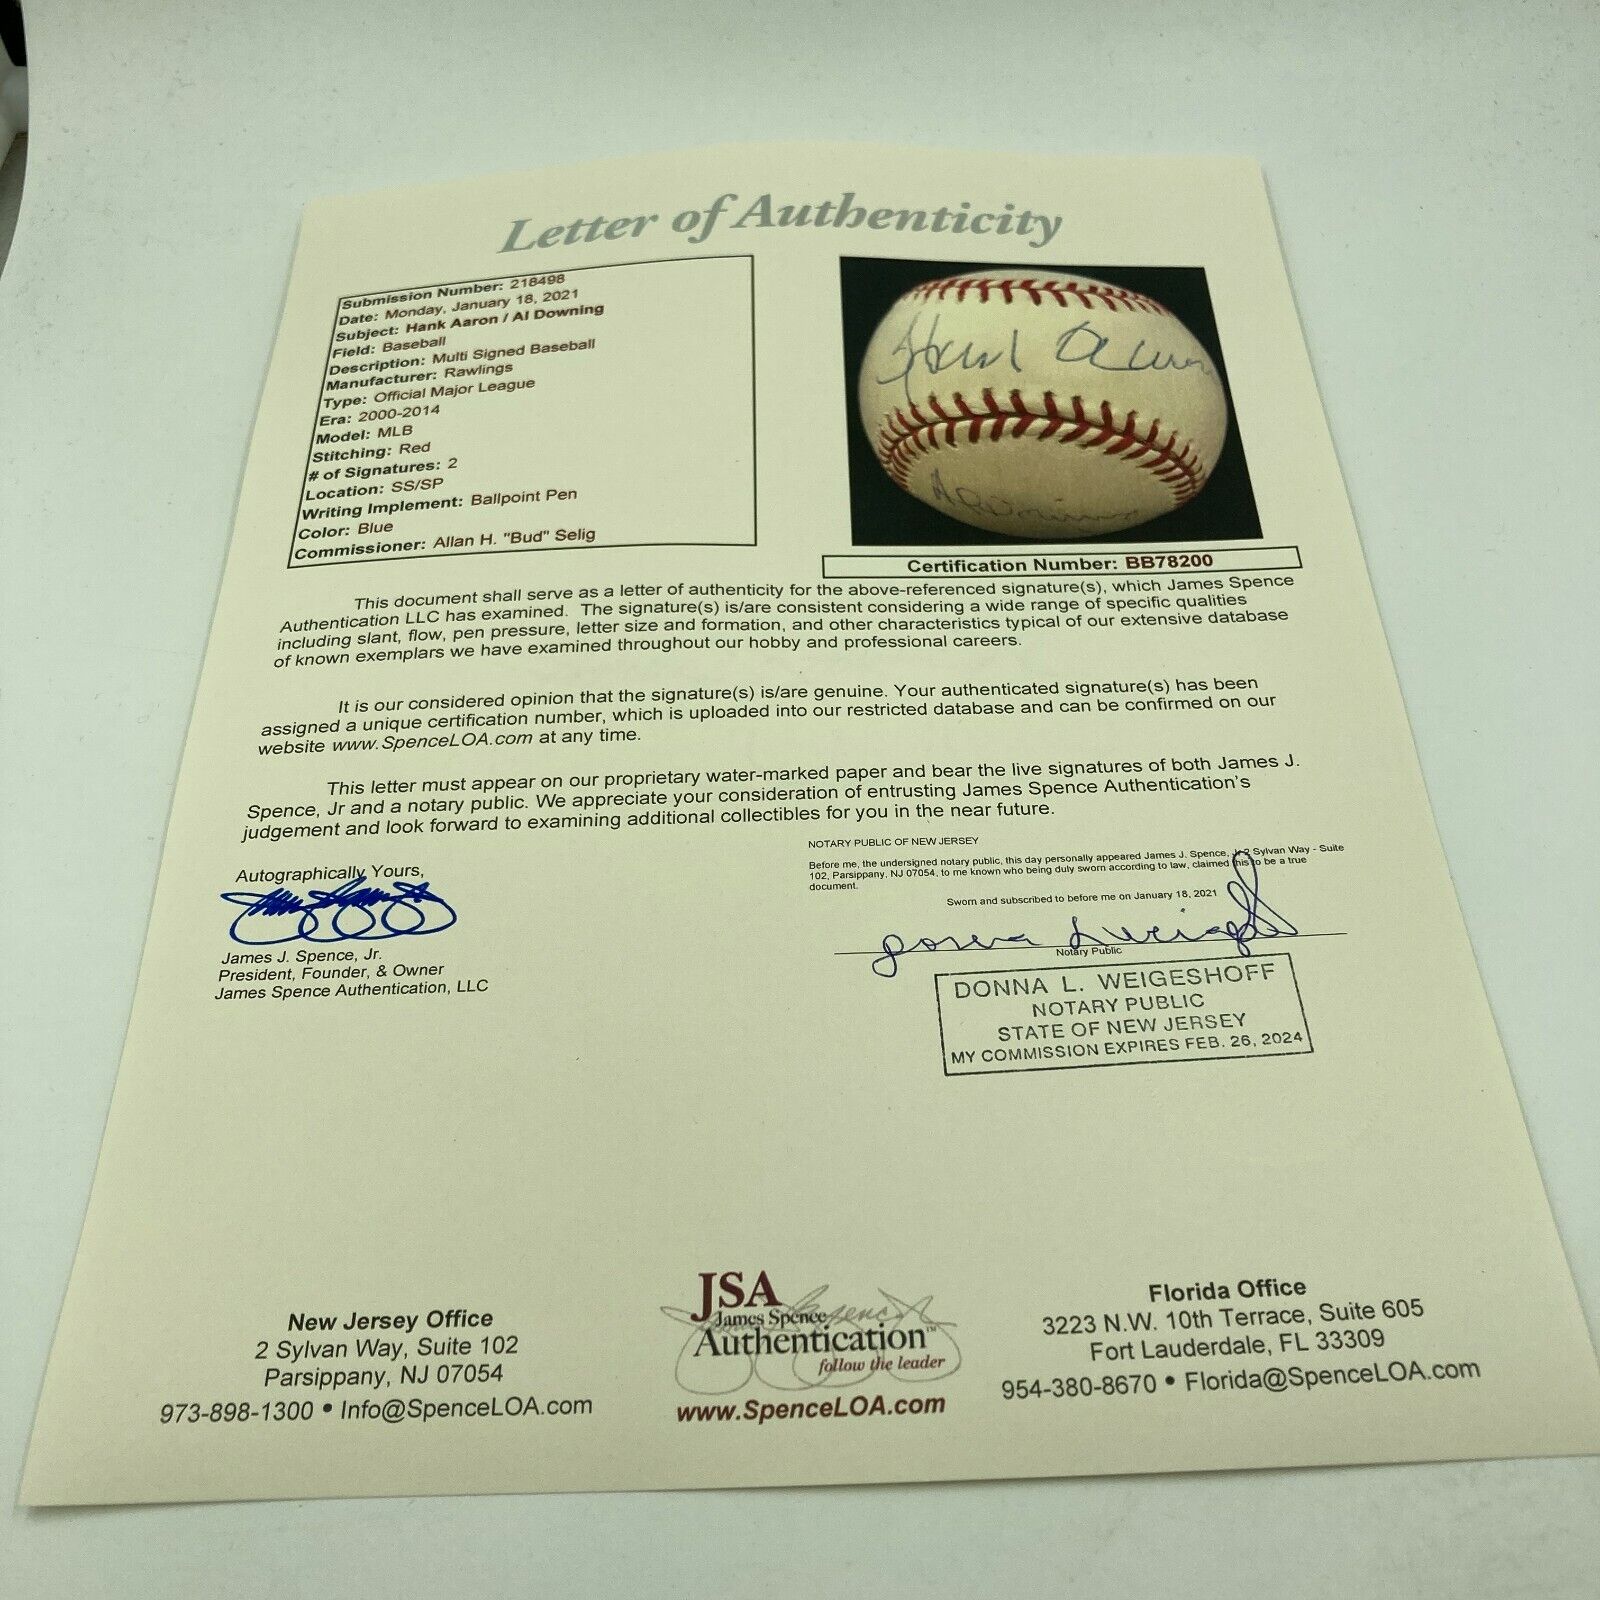 Letter of Authenticity
Submission Number: 218498
Date: Monday, January 18, 2021
Subject: Hank Aaron / Al Downing
Field: Baseball
Description: Multi Signed Baseball
Manufacturer: Rawlings
Type: Official Major League
Era: 2000-2014
Model: MLB
Stitching: Red
# of Signatures: 2
Location: SS/SP
Writing Implement: Ballpoint Pen
Color: Blue
Commissioner: Allan H. "Bud" Selig
Hank Aaron
Al Downing
Certification Number: BB78200
This document shall serve as a letter of authenticity for the above-referenced signature(s), which James Spence
Authentication LLC has examined. The signature(s) is/are consistent considering a wide range of specific qualities
including slant, flow, pen pressure, letter size and formation, and other characteristics typical of our extensive database
of known exemplars we have examined throughout our hobby and professional careers.
It is our considered opinion that the signature(s) is/are genuine. Your authenticated signature(s) has been
assigned a unique certification number, which is uploaded into our restricted database and can be confirmed on our
website www.SpenceLOA.com at any time.
This letter must appear on our proprietary water-marked paper and bear the live signatures of both James J.
Spence, Jr and a notary public. We appreciate your consideration of entrusting James Spence Authentication's
judgement and look forward to examining additional collectibles for you in the near future.
Autographically Yours,
James J. Spence, Jr.
President, Founder, & Owner
James Spence Authentication, LLC
NOTARY PUBLIC OF NEW JERSEY
Before me, the undersigned notary public, this day personally appeared James J. Spence, Jr 2 Sylvan Way - Suite
102, Parsippany, NJ 07054, to me known who being duly sworn according to law, claimed this to be a true
document.
Sworn and subscribed to before me on January 18, 2021
Notary Public
DONNA L. WEIGESHOFF
NOTARY PUBLIC
STATE OF NEW JERSEY
MY COMMISSION EXPIRES FEB. 26, 2024
New Jersey Office
2 Sylvan Way, Suite 102
Parsippany, NJ 07054
973-898-1300 • Info@SpenceLOA.com
JSA
James Spence
Authentication™
follow the leader
www.SpenceLOA.com
Florida Office
3223 N.W. 10th Terrace, Suite 605
Fort Lauderdale, FL 33309
954-380-8670 • Florida@SpenceLOA.com